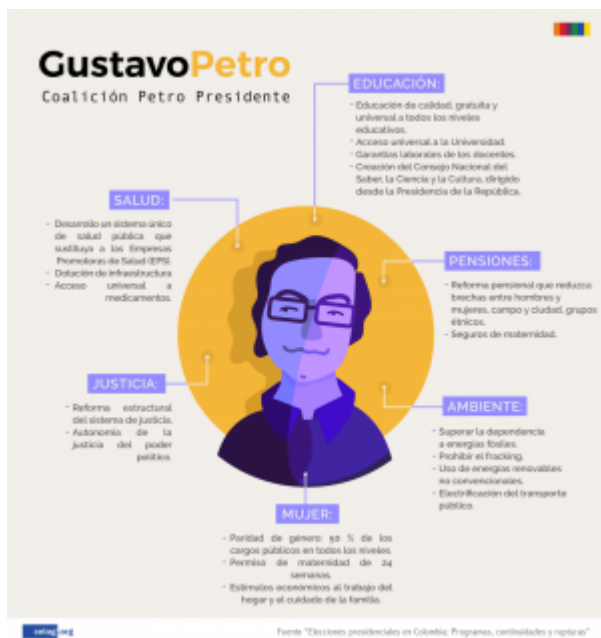 GustavoPetro
Coalición Petro Presidente
EDUCACIÓN:
- Educación de calidad, gratuita y
universal a todos los niveles
educativos.
- Acceso universal a la Universidad.
- Garantías laborales de los docentes.
- Creación del Consejo Nacional del
Saber, la Ciencia y la Cultura, dirigido
desde la Presidencia de la República.
SALUD:
- Desarrollo un sistema único
de salud pública que
sustituya a las Empresas
Promotoras de Salud (EPS).
- Dotación de infraestructura
- Acceso universal a
medicamentos.
PENSIONES:
- Reforma pensional que reduzca
brechas entre hombres y
mujeres, campo y ciudad, grupos
étnicos.
- Seguros de maternidad.
JUSTICIA:
- Reforma estructural
del sistema de justicia.
- Autonomía de la
justicia del poder
político.
AMBIENTE:
- Superar la dependencia
a energías fósiles.
- Prohibir el fracking.
- Uso de energías renovables
no convencionales.
- Electrificación del transporte
público.
MUJER:
- Paridad de género: 50 % de los
cargos públicos en todos los niveles.
- Permiso de maternidad de 24
semanas.
- Estímulos económicos al trabajo del
hogar y el cuidado de la familia.
celag.org
Fuente "Elecciones presidenciales en Colombia: Programas, continuidades y rupturas"